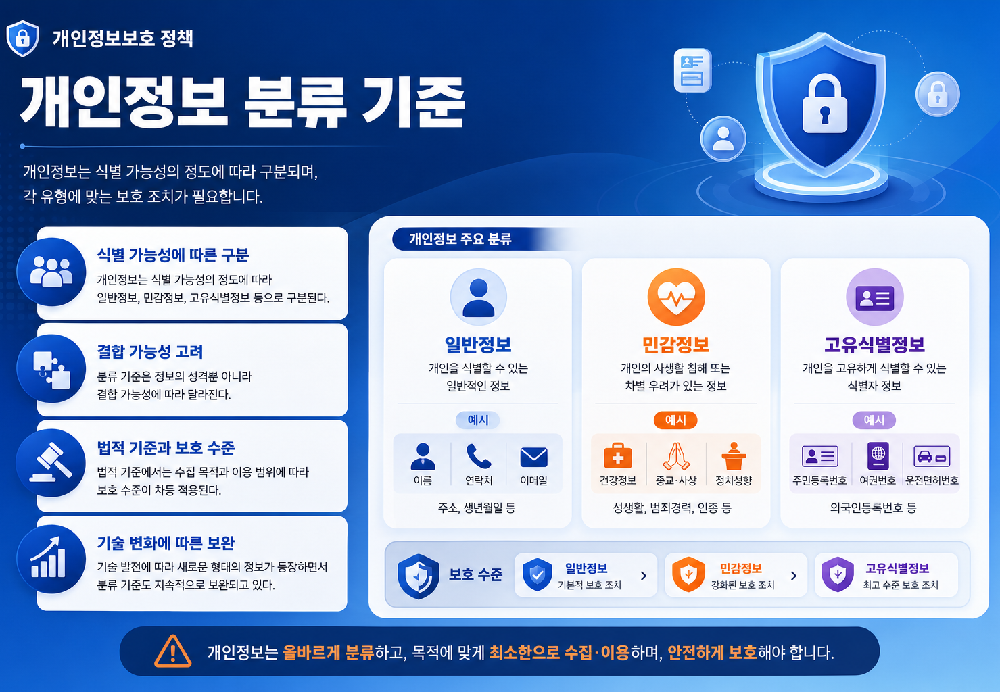 개인정보보호 정책
개인정보 분류 기준
개인정보는 식별 가능성의 정도에 따라 구분되며,
각 유형에 맞는 보호 조치가 필요합니다.
식별 가능성에 따른 구분
개인정보는 식별 가능성의 정도에 따라
일반정보, 민감정보, 고유식별정보 등으로 구분된다.
결합 가능성 고려
분류 기준은 정보의 성격뿐 아니라
결합 가능성에 따라 달라진다.
법적 기준과 보호 수준
법적 기준에서는 수집 목적과 이용 범위에 따라
보호 수준이 차등 적용된다.
기술 변화에 따른 보완
기술 발전에 따라 새로운 형태의 정보가 등장하면서
분류 기준도 지속적으로 보완되고 있다.
개인정보 주요 분류
일반정보
개인을 식별할 수 있는
일반적인 정보
예시
이름
연락처
이메일
주소, 생년월일 등
민감정보
개인의 사생활 침해 또는
차별 우려가 있는 정보
예시
건강정보
종교·사상
정치성향
성생활, 범죄경력, 인종 등
고유식별정보
개인을 고유하게 식별할 수 있는
식별자 정보
예시
주민등록번호
여권번호
운전면허번호
외국인등록번호 등
보호 수준
일반정보
기본적 보호 조치
민감정보
강화된 보호 조치
고유식별정보
최고 수준 보호 조치
개인정보는 올바르게 분류하고, 목적에 맞게 최소한으로 수집·이용하며, 안전하게 보호해야 합니다.